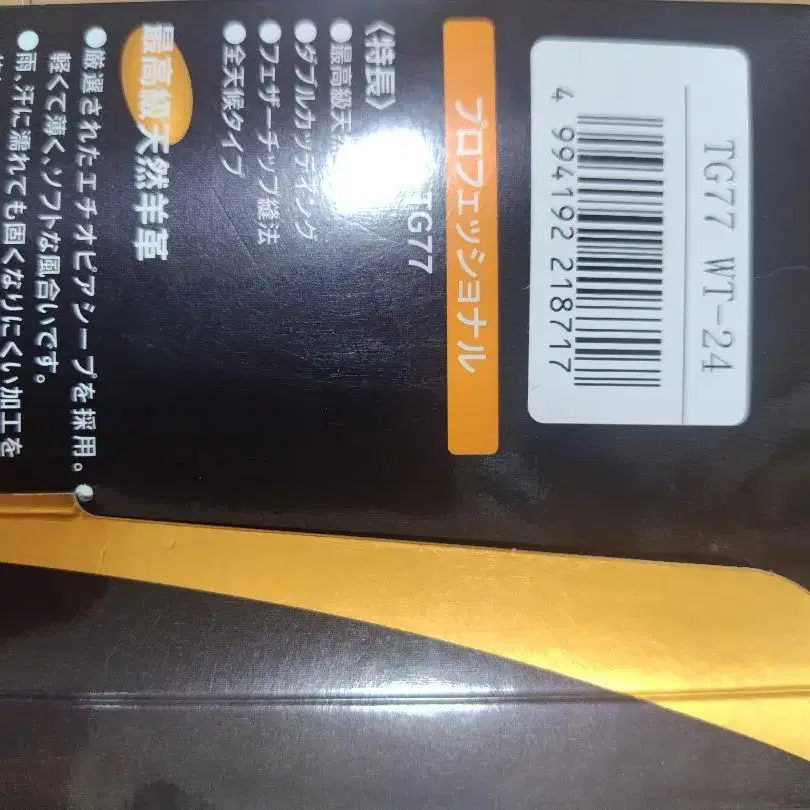 TG77 WT-24
4 994192 218717
プロフェッショナル
TG77
〈特長〉
●最高級天
●ダブルカッティング
●フェザーチップ縫法
●全天候タイプ
最高級天然羊革
●厳選されたエチオピアシープを採用。
軽くて薄く、ソフトな風合いです。
●雨、汗に濡れても固くなりにくい加工を